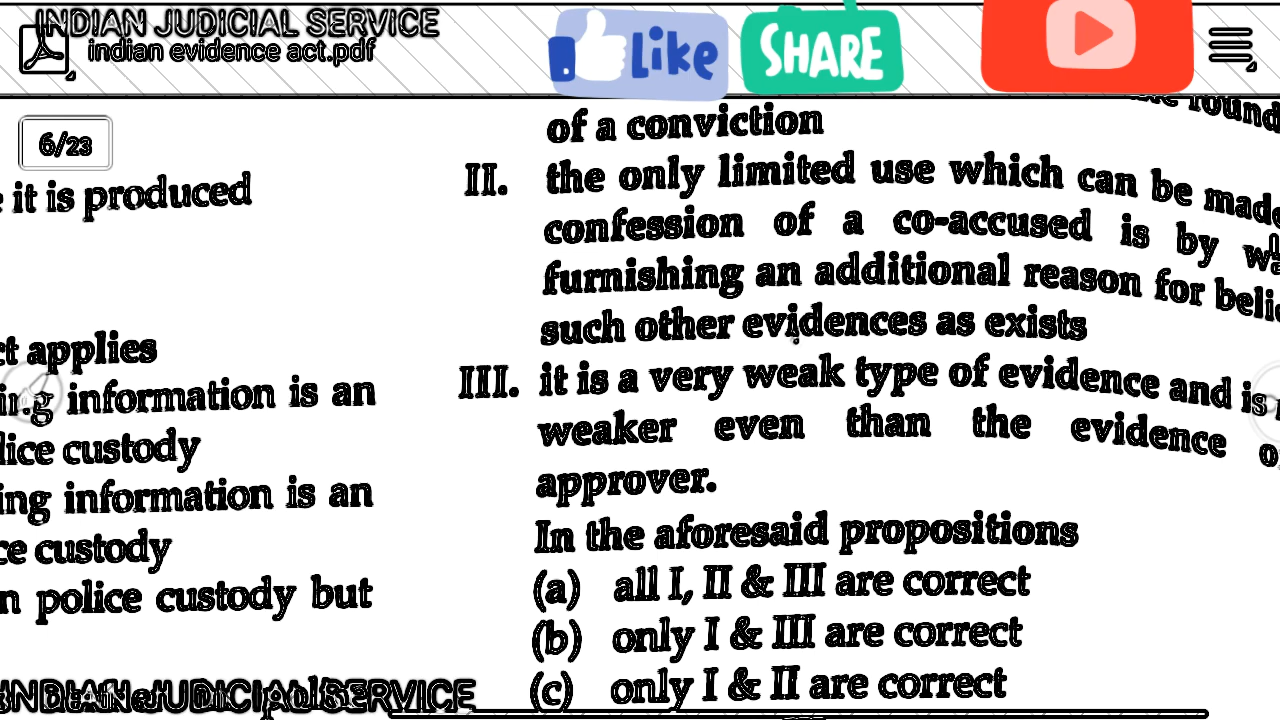 INDIAN JUDICIAL SERVICE
indian evidence act.pdf
Like
SHARE
6/23
it is produced
applies
information is an
custody
ing information is an
custody
police custody but
INDIAN JUDICIAL SERVICE
round
of a conviction
II. the only limited use which can be made
confession of a co-accused is by
furnishing an additional reason for
such other evidences as exists
III. it is a very weak type of evidence and is
weaker even than the evidence
approver.
In the aforesaid propositions
(a) all I, II & III are correct
(b) only I & III are correct
(c) only I & II are correct